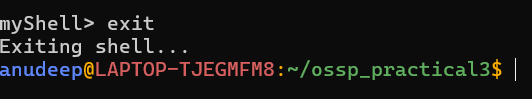 myShell> exit
Exiting shell...
anudeep@LAPTOP-TJEGMFM8:~/ossp_practical3$